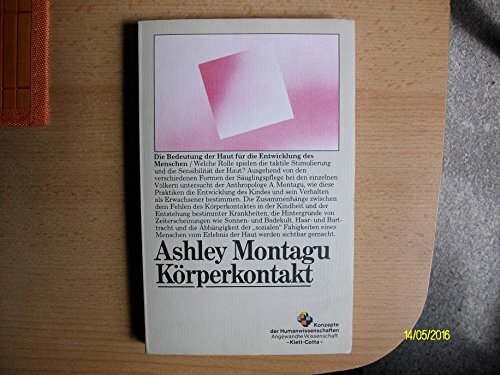 Die Bedeutung der Haut für die Entwicklung des
Menschen / Welche Rolle spielen die taktile Stimulierung
und die Sensibilität der Haut? Ausgehend von den
verschiedenen Formen der Säuglingspflege bei den einzelnen
Völkern untersucht der Anthropologe A. Montagu, wie diese
Praktiken die Entwicklung des Kindes und sein Verhalten
als Erwachsener bestimmen. Die Zusammenhänge zwischen
dem Fehlen des Körperkontaktes in der Kindheit und der
Entstehung bestimmter Krankheiten, die Hintergründe von
Zeiterscheinungen wie Sonnen- und Badekult, Haar- und Bart-
tracht und die Abhängigkeit der „sozialen" Fähigkeiten eines
Menschen vom Erlebnis der Haut werden sichtbar gemacht.
Ashley Montagu
Körperkontakt
Konzepte
der Humanwissenschaften
Angewandte Wissenschaft
-Klett-Cotta-
14/05/2016